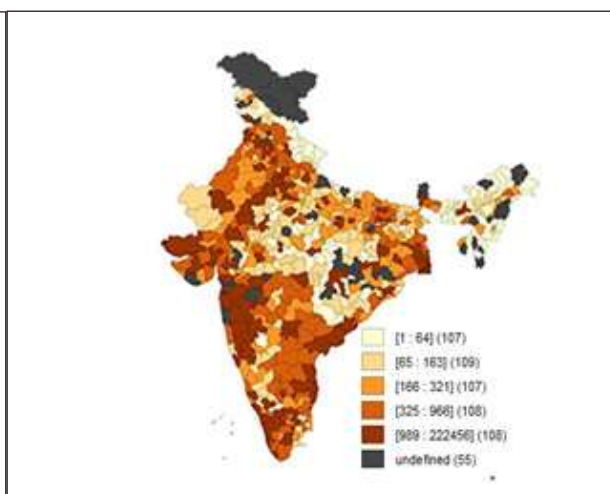 [1 : 64] (107)
[65 : 163] (109)
[166 : 321] (107)
[325 : 966] (108)
[989 : 222456] (108)
undefined (55)